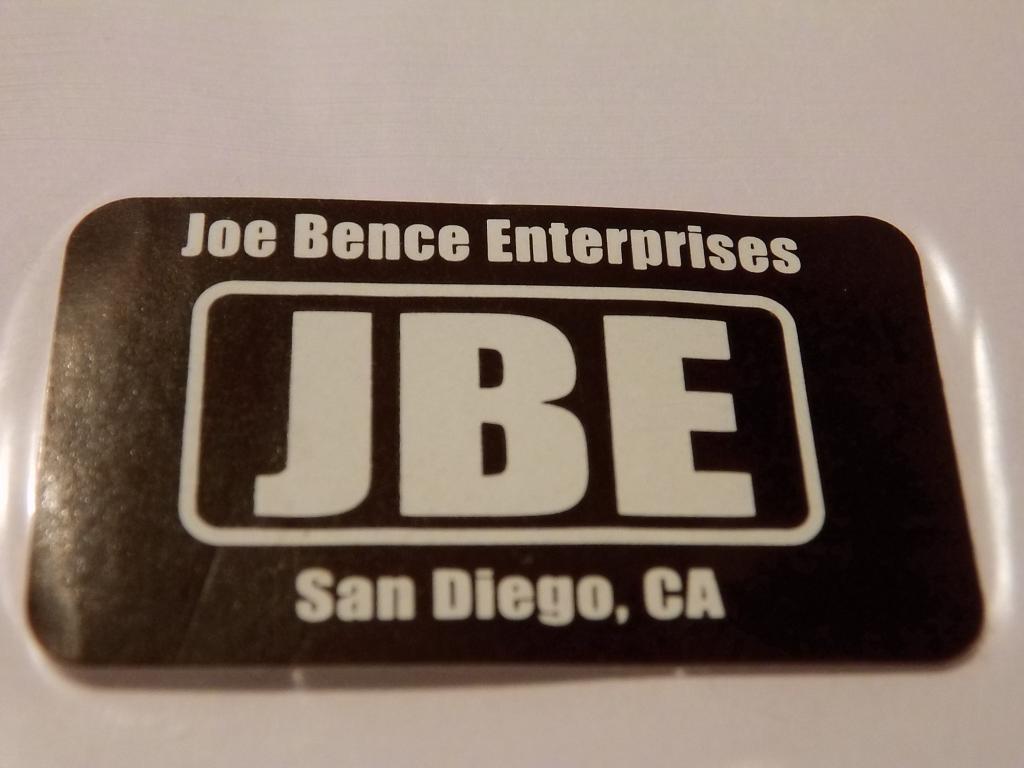 Joe Bence Enterprises
JBE
San Diego, CA